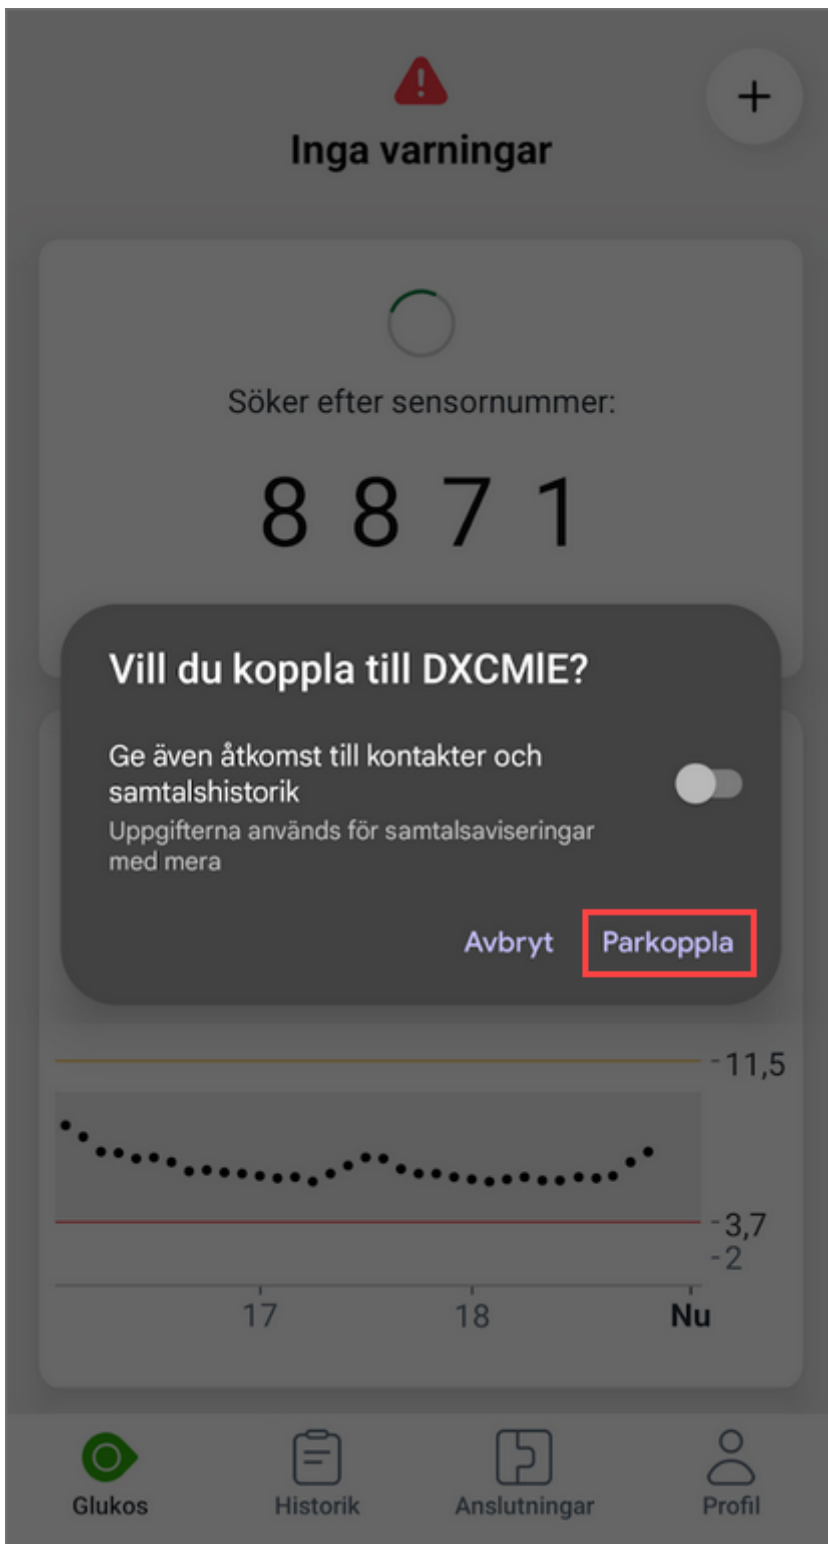 Inga varningar
Söker efter sensornummer:
8 8 7 1
Vill du koppla till DXCMlE?
Ge även åtkomst till kontakter och
samtalshistorik
Uppgifterna används för samtalsaviseringar
med mera
Avbryt Parkoppla
11,5
3,7
2
17 18 Nu
Glukos Historik Anslutningar Profil